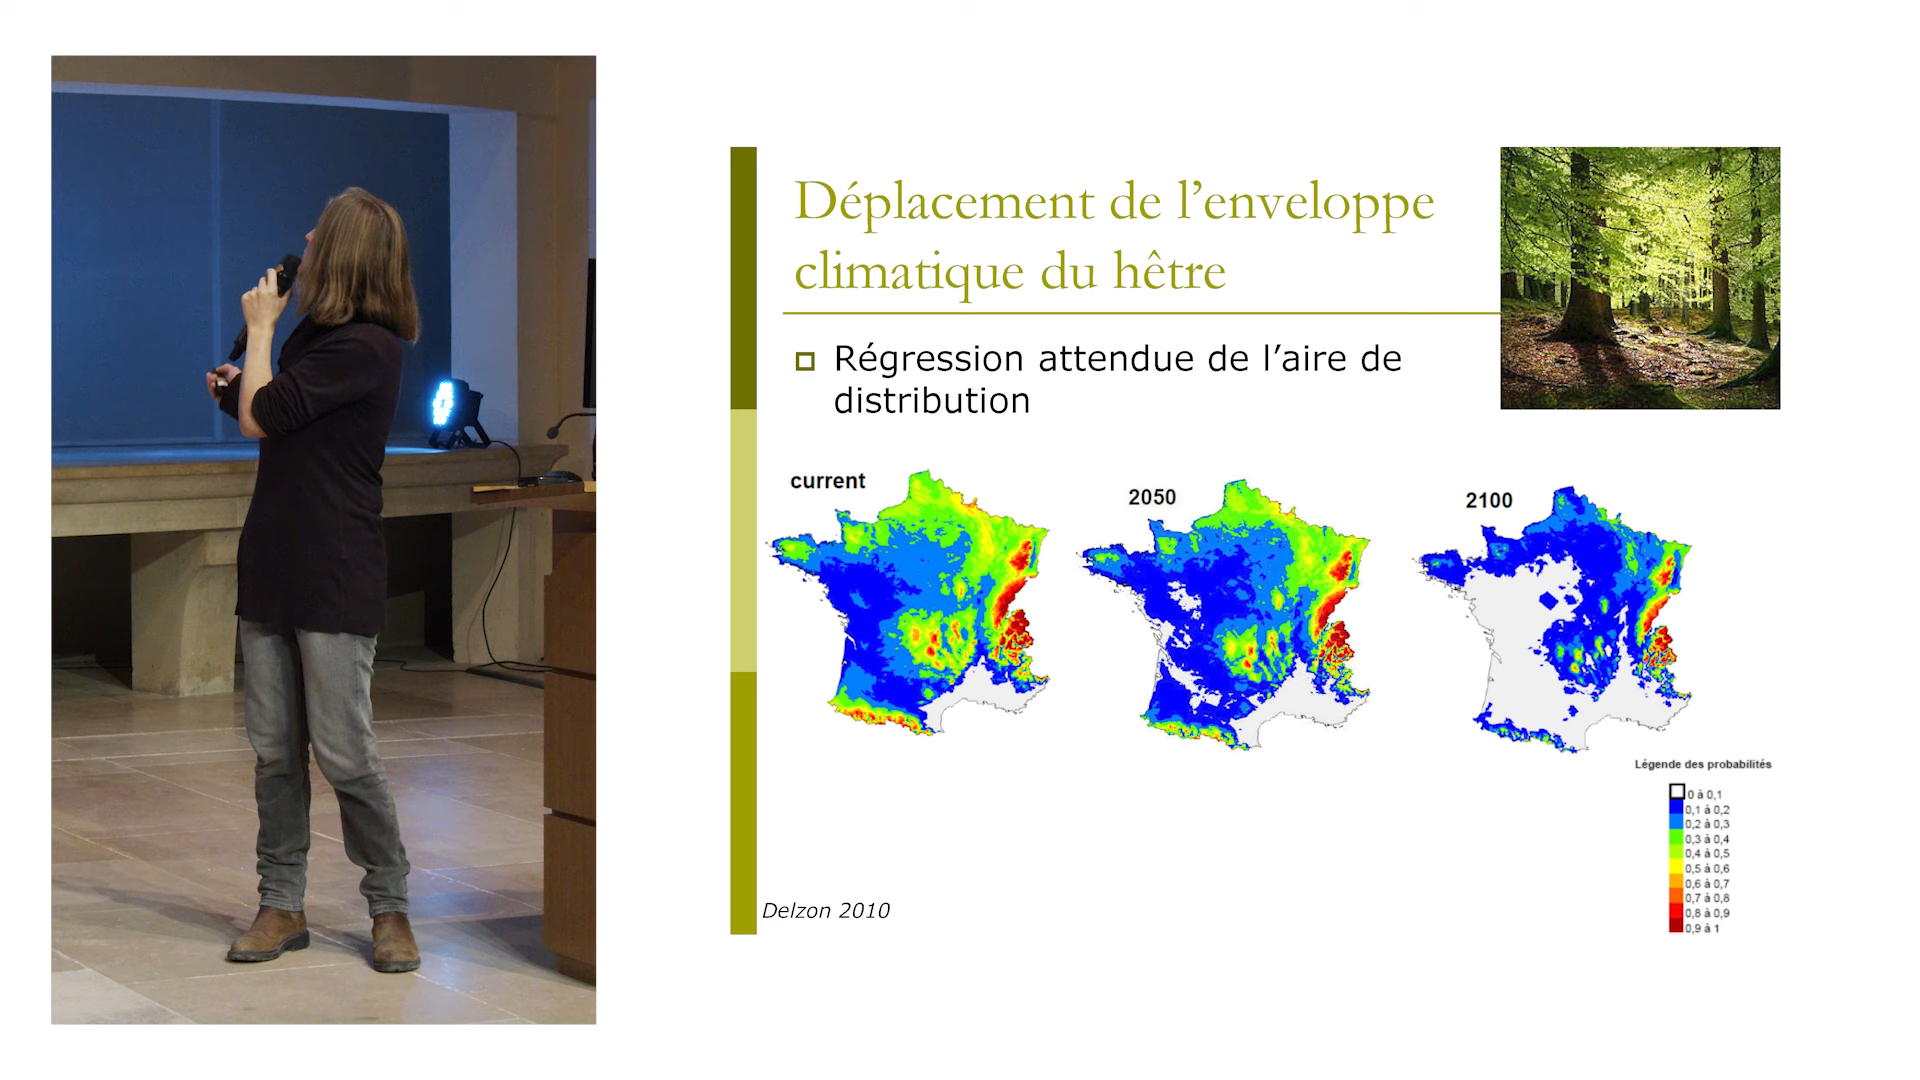 Déplacement de l’enveloppe
climatique du hêtre
Régression attendue de l’aire de
distribution
current
2050
2100
Légende des probabilités
0 à 0,1
0,1 à 0,2
0,2 à 0,3
0,3 à 0,4
0,4 à 0,5
0,5 à 0,6
0,6 à 0,7
0,7 à 0,8
0,8 à 0,9
0,9 à 1
Delzon 2010